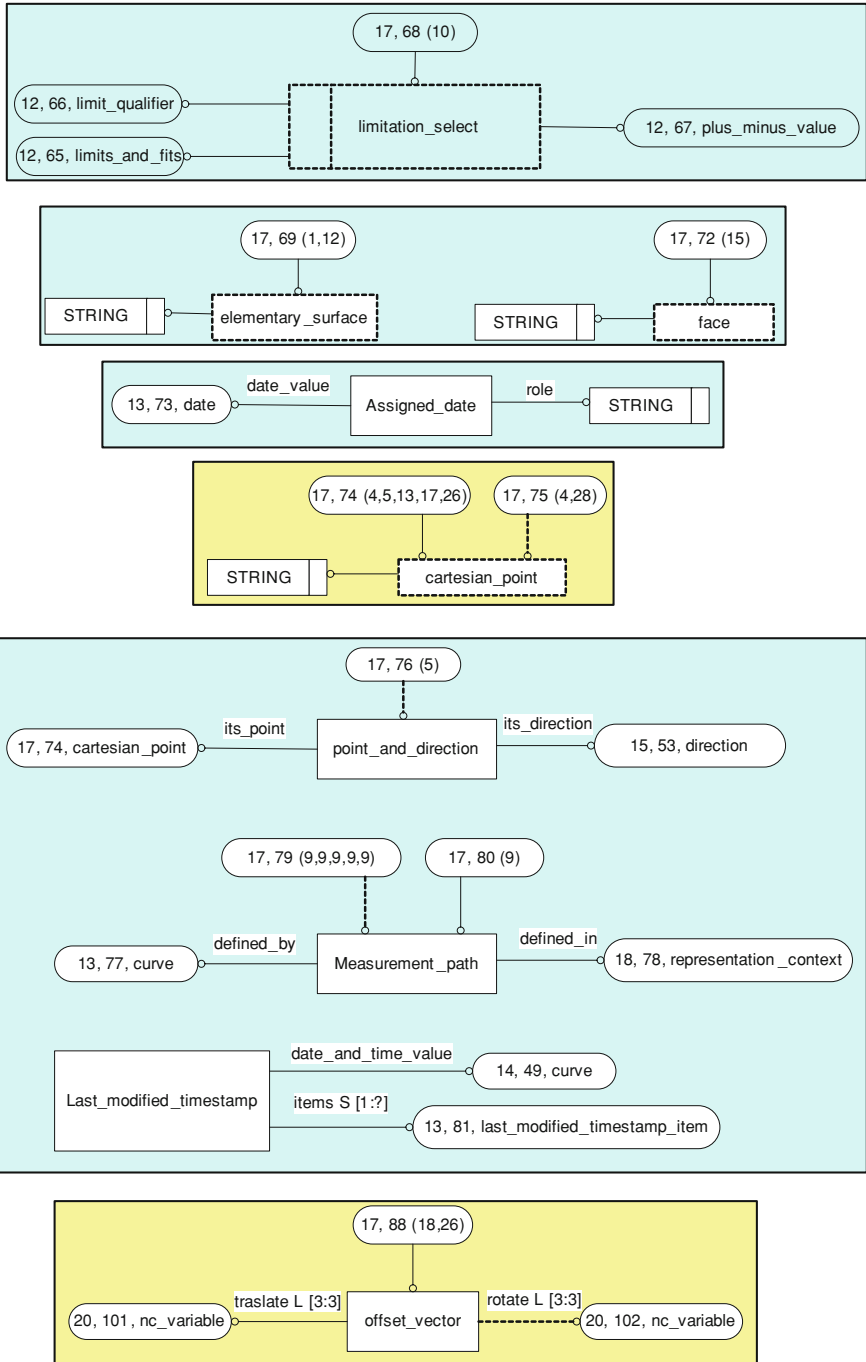 17, 68 (10)
12, 66, limit_qualifier
limitation_select
12, 67, plus_minus_value
12, 65, limits_and_fits
17, 69 (1,12)
17, 72 (15)
STRING
elementary_surface
STRING
face
date_value
role
13, 73, date
Assigned_date
STRING
17, 74 (4,5,13,17,26)
17, 75 (4,28)
STRING
cartesian_point
17, 76 (5)
its_point
its_direction
17, 74, cartesian_point
point_and_direction
15, 53, direction
17, 79 (9,9,9,9,9)
17, 80 (9)
defined_by
defined_in
13, 77, curve
Measurement_path
18, 78, representation_context
date_and_time_value
14, 49, curve
Last_modified_timestamp
items S [1:?]
13, 81, last_modified_timestamp_item
17, 88 (18,26)
traslate L [3:3]
rotate L [3:3]
20, 101, nc_variable
offset_vector
20, 102, nc_variable